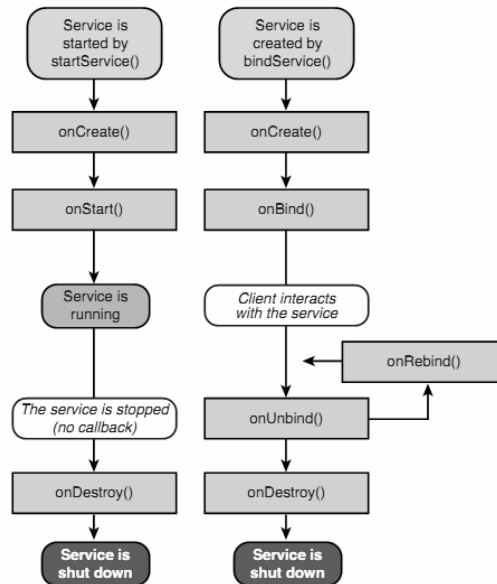 Service is
started by
startService()
onCreate()
onStart()
Service is
running
The service is stopped
(no callback)
onDestroy()
Service is
shut down
Service is
created by
bindService()
onCreate()
onBind()
Client interacts
with the service
onRebind()
onUnbind()
onDestroy()
Service is
shut down